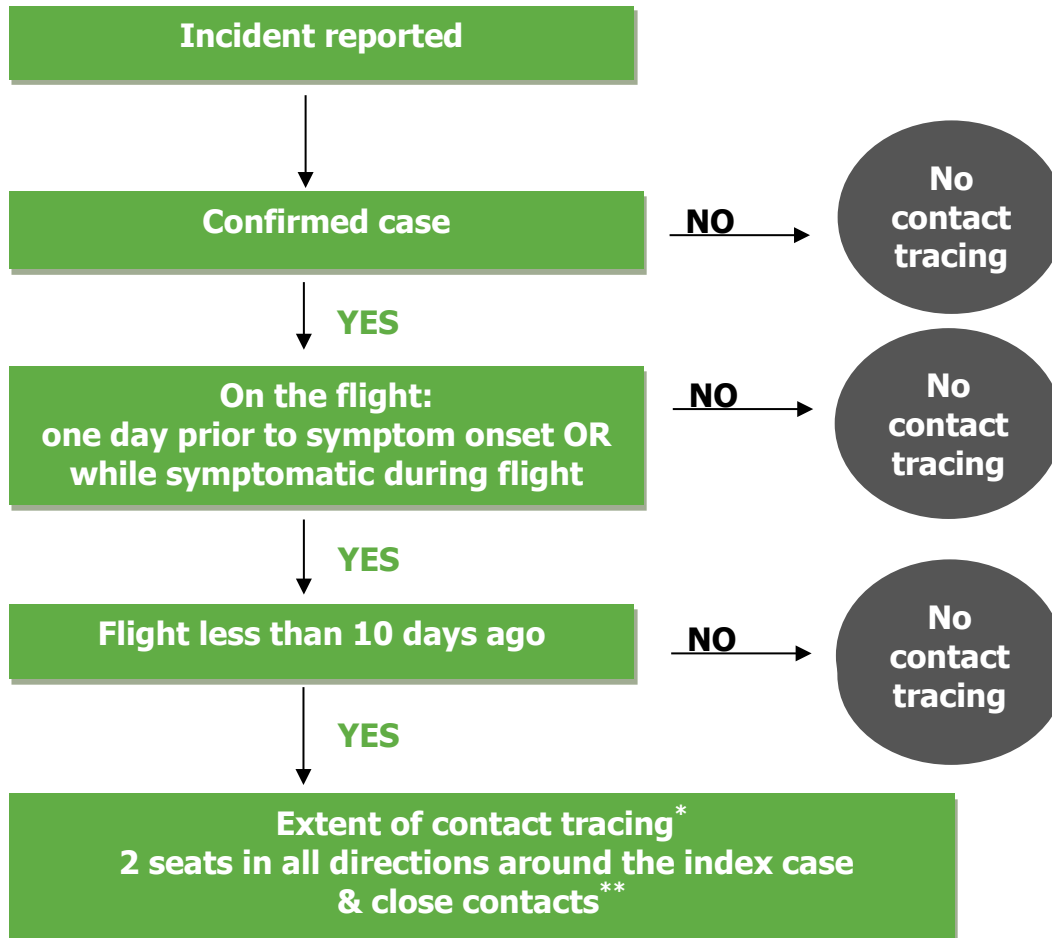 Incident reported
Confirmed case
NO
No
contact
tracing
YES
On the flight:
one day prior to symptom onset OR
while symptomatic during flight
NO
No
contact
tracing
YES
Flight less than 10 days ago
NO
No
contact
tracing
YES
Extent of contact tracing*
2 seats in all directions around the index case
& close contacts**